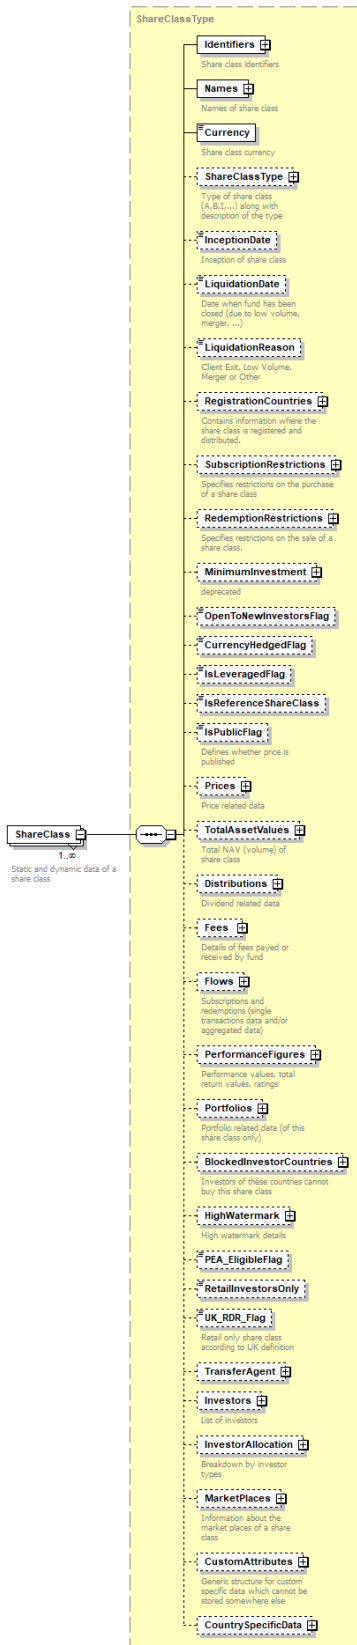 ShareClassType
Identifiers
Share class identifiers
Names
Names of share class
Currency
Share class currency
ShareClassType
Type of share class
(A,B,I,...) along with
description of the type
InceptionDate
Inception of share class
LiquidationDate
Date when fund has been
closed (due to low volume,
merger, ...)
LiquidationReason
Client Exit, Low Volume,
Merger or Other
RegistrationCountries
Contains information where the
share class is registered and
distributed.
SubscriptionRestrictions
Specifies restrictions on the purchase
of a share class
RedemptionRestrictions
Specifies restrictions on the sale of a
share class.
MinimumInvestment
deprecated
OpenToNewInvestorsFlag
CurrencyHedgedFlag
IsLeveragedFlag
IsReferenceShareClass
IsPublicFlag
Defines whether price is
published
Prices
Price related data
ShareClass
1..∞
Static and dynamic data of a
share class
TotalAssetValues
Total NAV (volume) of
share class
Distributions
Dividend related data
Fees
Details of fees payed or
received by fund
Flows
Subscriptions and
redemptions (single
transactions data and/or
aggregated data)
PerformanceFigures
Performance values, total
return values, ratings
Portfolios
Portfolio related data (of this
share class only)
BlockedInvestorCountries
Investors of these countries cannot
buy this share class
HighWatermark
High watermark details
PEA_EligibleFlag
RetailInvestorsOnly
UK_RDR_Flag
Retail only share class
according to UK definition
TransferAgent
Investors
List of investors
InvestorAllocation
Breakdown by investor
types
MarketPlaces
Information about the
market places of a share
class
CustomAttributes
Generic structure for custom
specific data which cannot be
stored somewhere else
CountrySpecificData